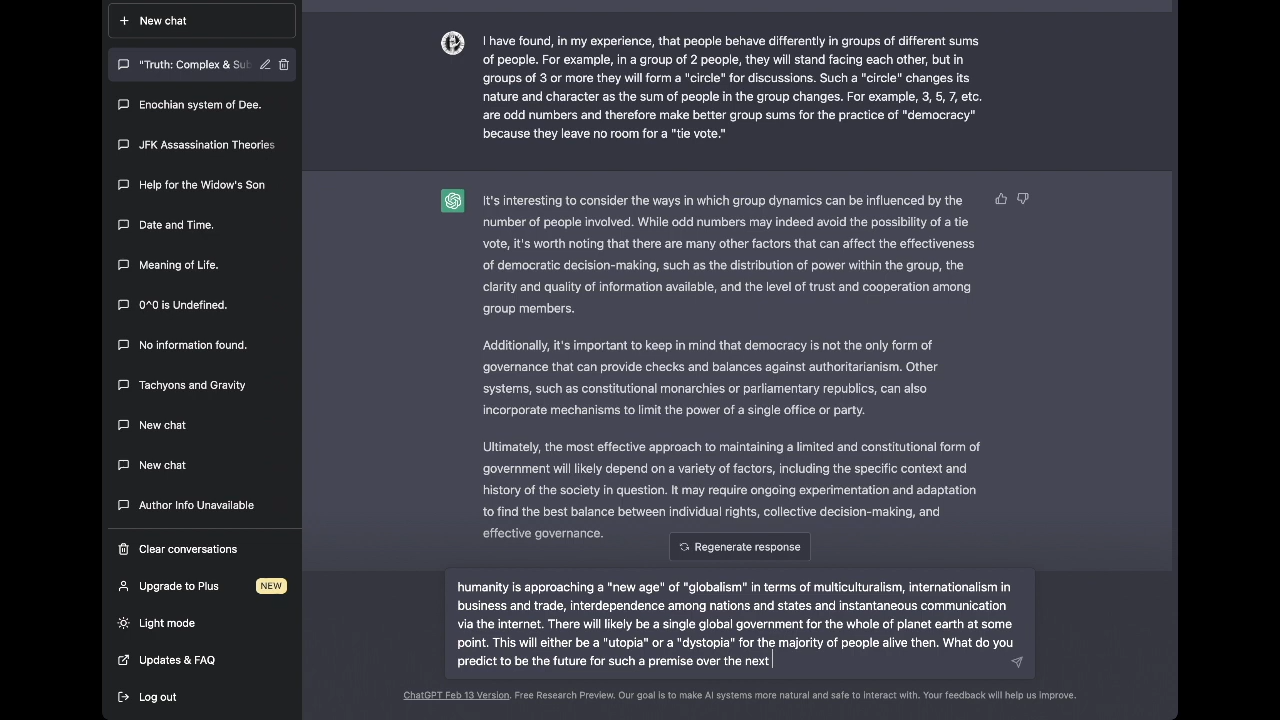 New chat
"Truth: Complex & Sub
Enochian system of Dee.
JFK Assassination Theories
Help for the Widow's Son
Date and Time.
Meaning of Life.
0^0 is Undefined.
No information found.
Tachyons and Gravity
New chat
New chat
Author Info Unavailable
Clear conversations
Upgrade to Plus NEW
Light mode
Updates & FAQ
Log out
I have found, in my experience, that people behave differently in groups of different sums
of people. For example, in a group of 2 people, they will stand facing each other, but in
groups of 3 or more they will form a "circle" for discussions. Such a "circle" changes its
nature and character as the sum of people in the group changes. For example, 3, 5, 7, etc.
are odd numbers and therefore make better group sums for the practice of "democracy"
because they leave no room for a "tie vote."
It's interesting to consider the ways in which group dynamics can be influenced by the
number of people involved. While odd numbers may indeed avoid the possibility of a tie
vote, it's worth noting that there are many other factors that can affect the effectiveness
of democratic decision-making, such as the distribution of power within the group, the
clarity and quality of information available, and the level of trust and cooperation among
group members.
Additionally, it's important to keep in mind that democracy is not the only form of
governance that can provide checks and balances against authoritarianism. Other
systems, such as constitutional monarchies or parliamentary republics, can also
incorporate mechanisms to limit the power of a single office or party.
Ultimately, the most effective approach to maintaining a limited and constitutional form of
government will likely depend on a variety of factors, including the specific context and
history of the society in question. It may require ongoing experimentation and adaptation
to find the best balance between individual rights, collective decision-making, and
effective governance.
Regenerate response
humanity is approaching a "new age" of "globalism" in terms of multiculturalism, internationalism in
business and trade, interdependence among nations and states and instantaneous communication
via the internet. There will likely be a single global government for the whole of planet earth at some
point. This will either be a "utopia" or a "dystopia" for the majority of people alive then. What do you
predict to be the future for such a premise over the next
ChatGPT Feb 13 Version. Free Research Preview. Our goal is to make AI systems more natural and safe to interact with. Your feedback will help us improve.